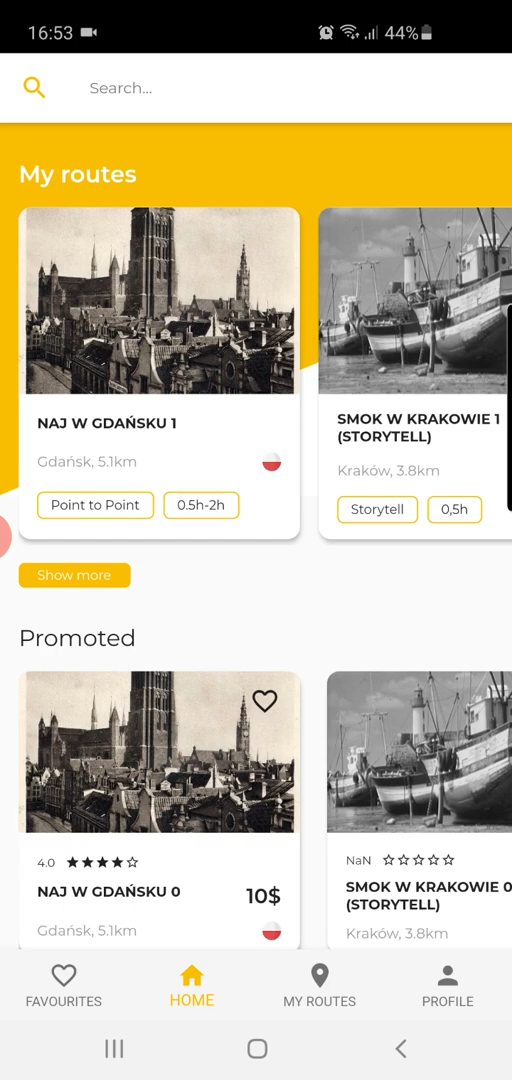 16:53
44%
Search...
My routes
NAJ W GDAŃSKU 1
Gdańsk, 5.1km
Point to Point
0.5h-2h
SMOK W KRAKOWIE 1
(STORYTELL)
Kraków, 3.8km
Storytell
0,5h
Show more
Promoted
4.0
NAJ W GDAŃSKU 0
10$
Gdańsk, 5.1km
NaN
SMOK W KRAKOWIE 0
(STORYTELL)
Kraków, 3.8km
FAVOURITES
HOME
MY ROUTES
PROFILE